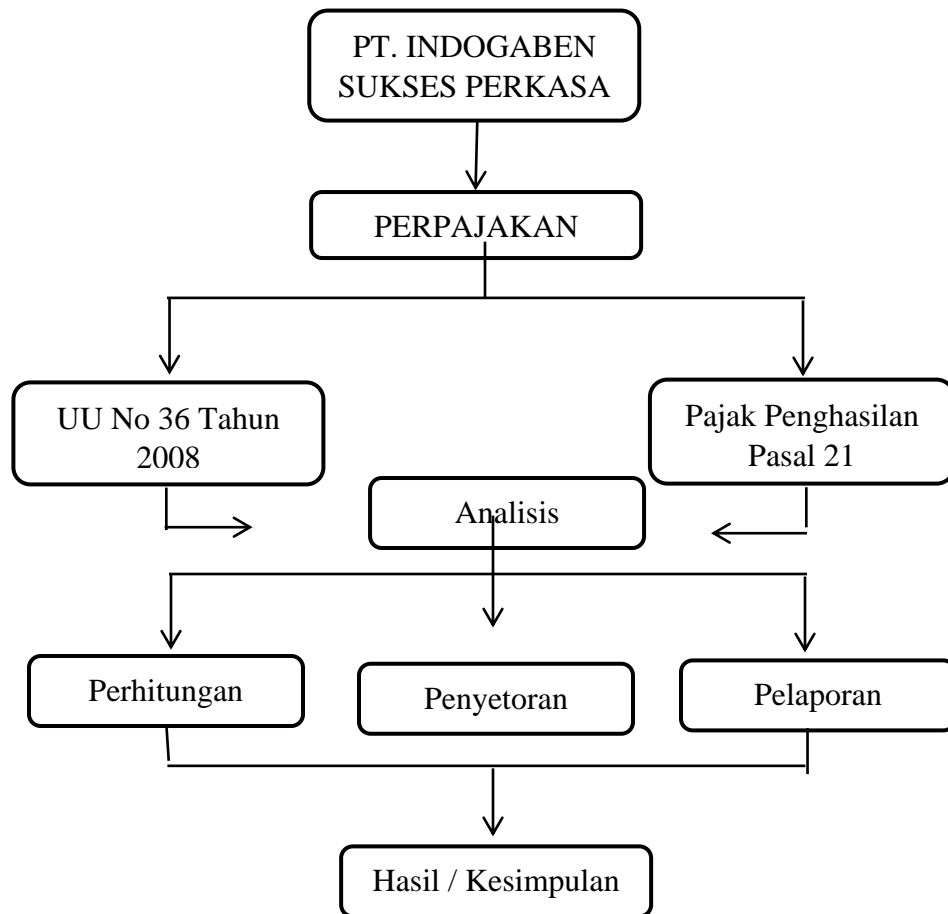 PT. INDOGABEN
SUKSES PERKASA
PERPAJAKAN
UU No 36 Tahun
2008
Pajak Penghasilan
Pasal 21
Analisis
Perhitungan
Penyetoran
Pelaporan
Hasil / Kesimpulan